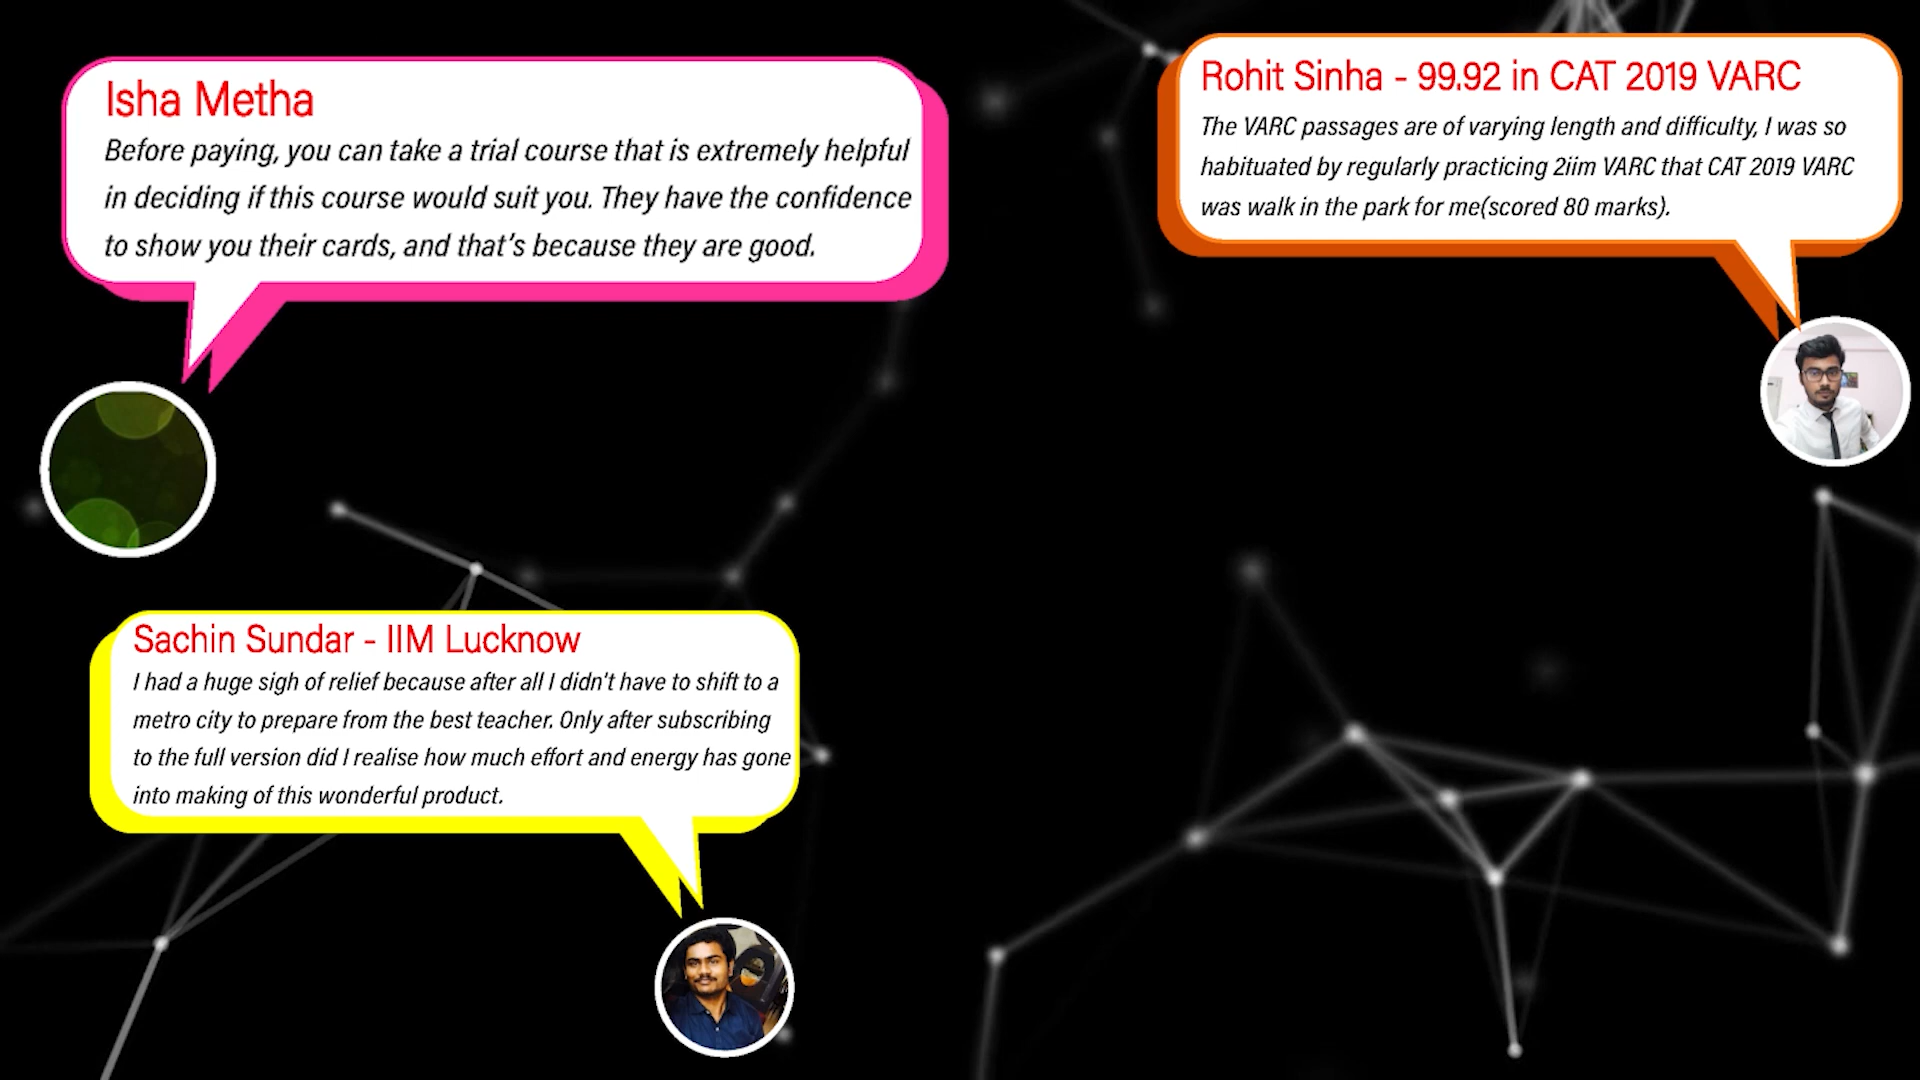 Isha Metha
Before paying, you can take a trial course that is extremely helpful
in deciding if this course would suit you. They have the confidence
to show you their cards, and that's because they are good.
Rohit Sinha - 99.92 in CAT 2019 VARC
The VARC passages are of varying length and difficulty, I was so
habituated by regularly practicing 2iim VARC that CAT 2019 VARC
was walk in the park for me(scored 80 marks).
Sachin Sundar - IIM Lucknow
I had a huge sigh of relief because after all I didn't have to shift to a
metro city to prepare from the best teacher. Only after subscribing
to the full version did I realise how much effort and energy has gone
into making of this wonderful product.